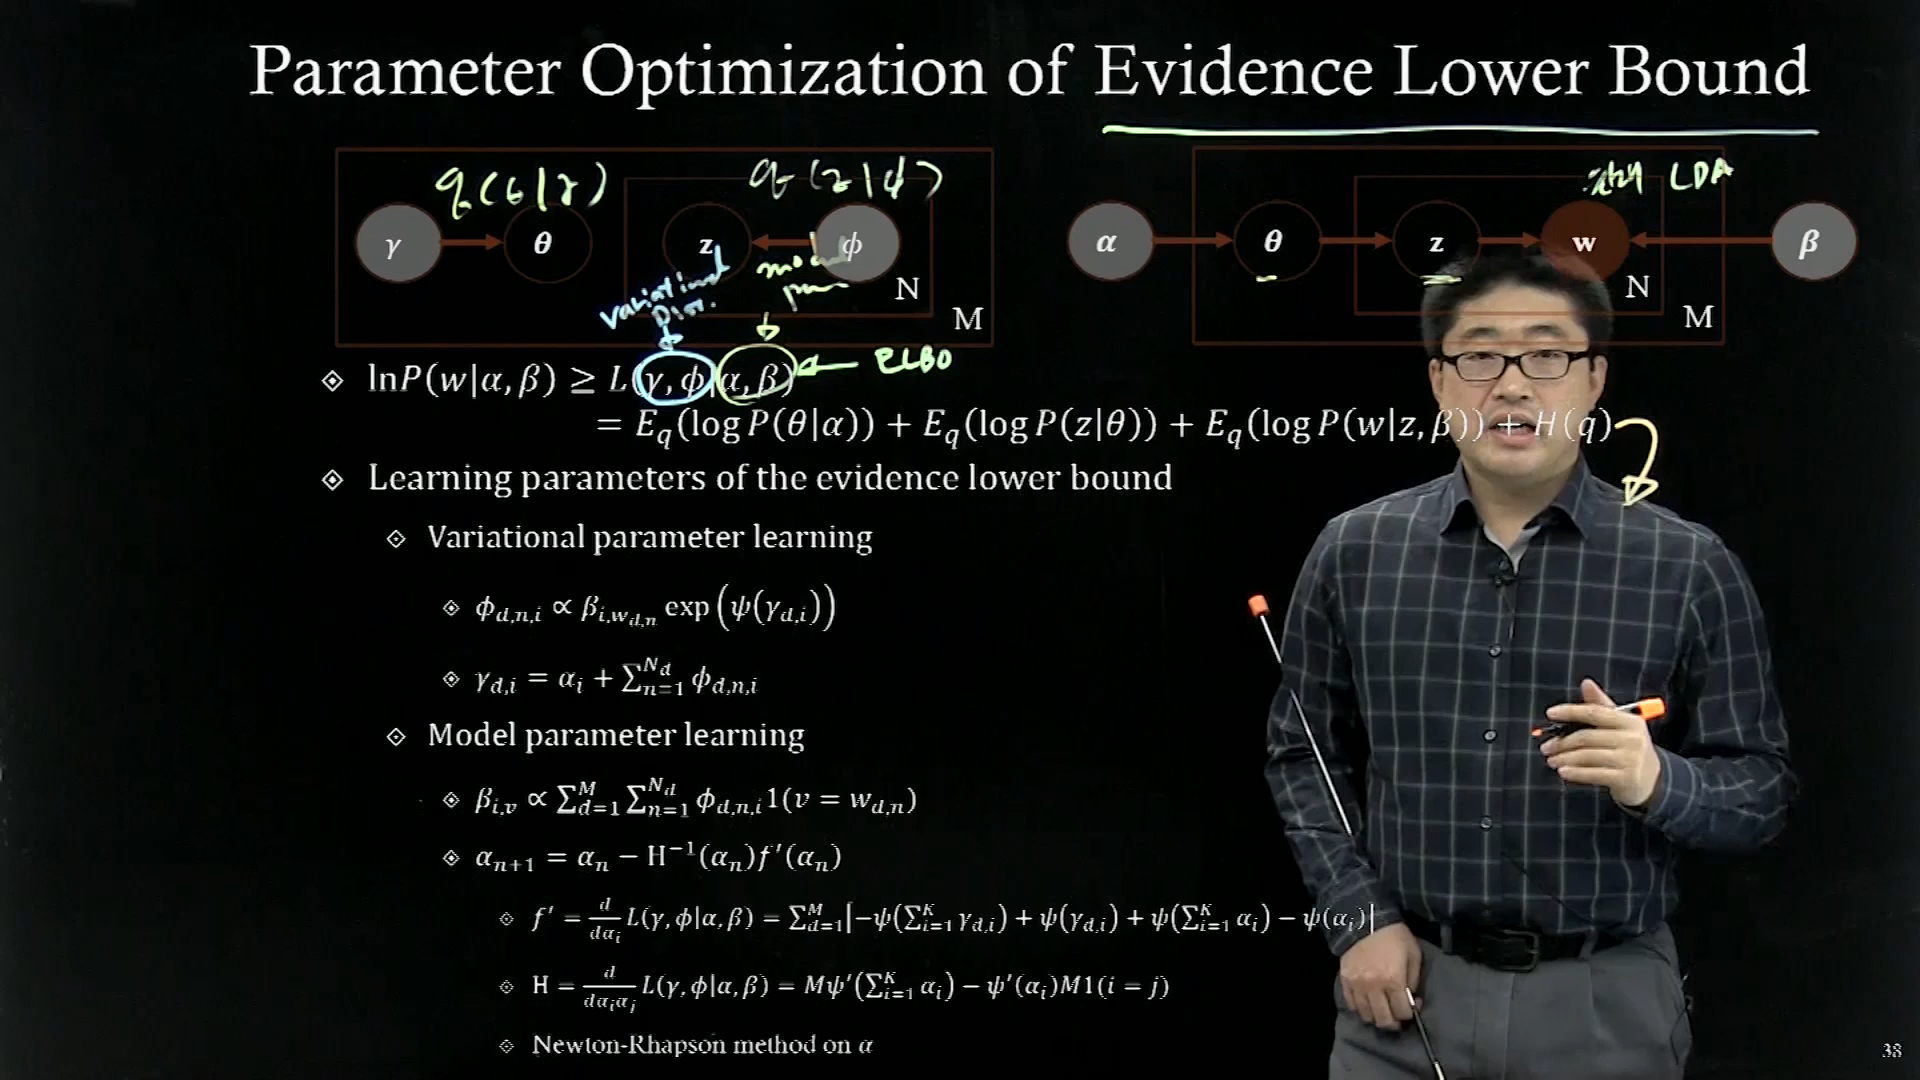 Parameter Optimization of Evidence Lower Bound
q(θ|γ) q(z|ϕ) LDA
γ θ z ϕ N M
α θ z w β N M
variational Dist.
model
ELBO
lnP(w|α, β) ≥ L(γ, ϕ|α, β)
= E_q(log P(θ|α)) + E_q(log P(z|θ)) + E_q(log P(w|z, β)) + H(q)
Learning parameters of the evidence lower bound
Variational parameter learning
ϕ_{d,n,i} ∝ β_{i,w_{d,n}} exp(ψ(γ_{d,i}))
γ_{d,i} = α_i + ∑_{n=1}^{N_d} ϕ_{d,n,i}
Model parameter learning
β_{i,v} ∝ ∑_{d=1}^{M} ∑_{n=1}^{N_d} ϕ_{d,n,i} 1(v = w_{d,n})
α_{n+1} = α_n − H^{−1}(α_n)f′(α_n)
f′ = d/dα_i L(γ, ϕ|α, β) = ∑_{d=1}^{M} |−ψ(∑_{i=1}^{K} γ_{d,i}) + ψ(γ_{d,i}) + ψ(∑_{i=1}^{K} α_i) − ψ(α_i)|
H = d/dα_iα_j L(γ, ϕ|α, β) = Mψ′(∑_{i=1}^{K} α_i) − ψ′(α_i)M1(i = j)
Newton-Rhapson method on α
38